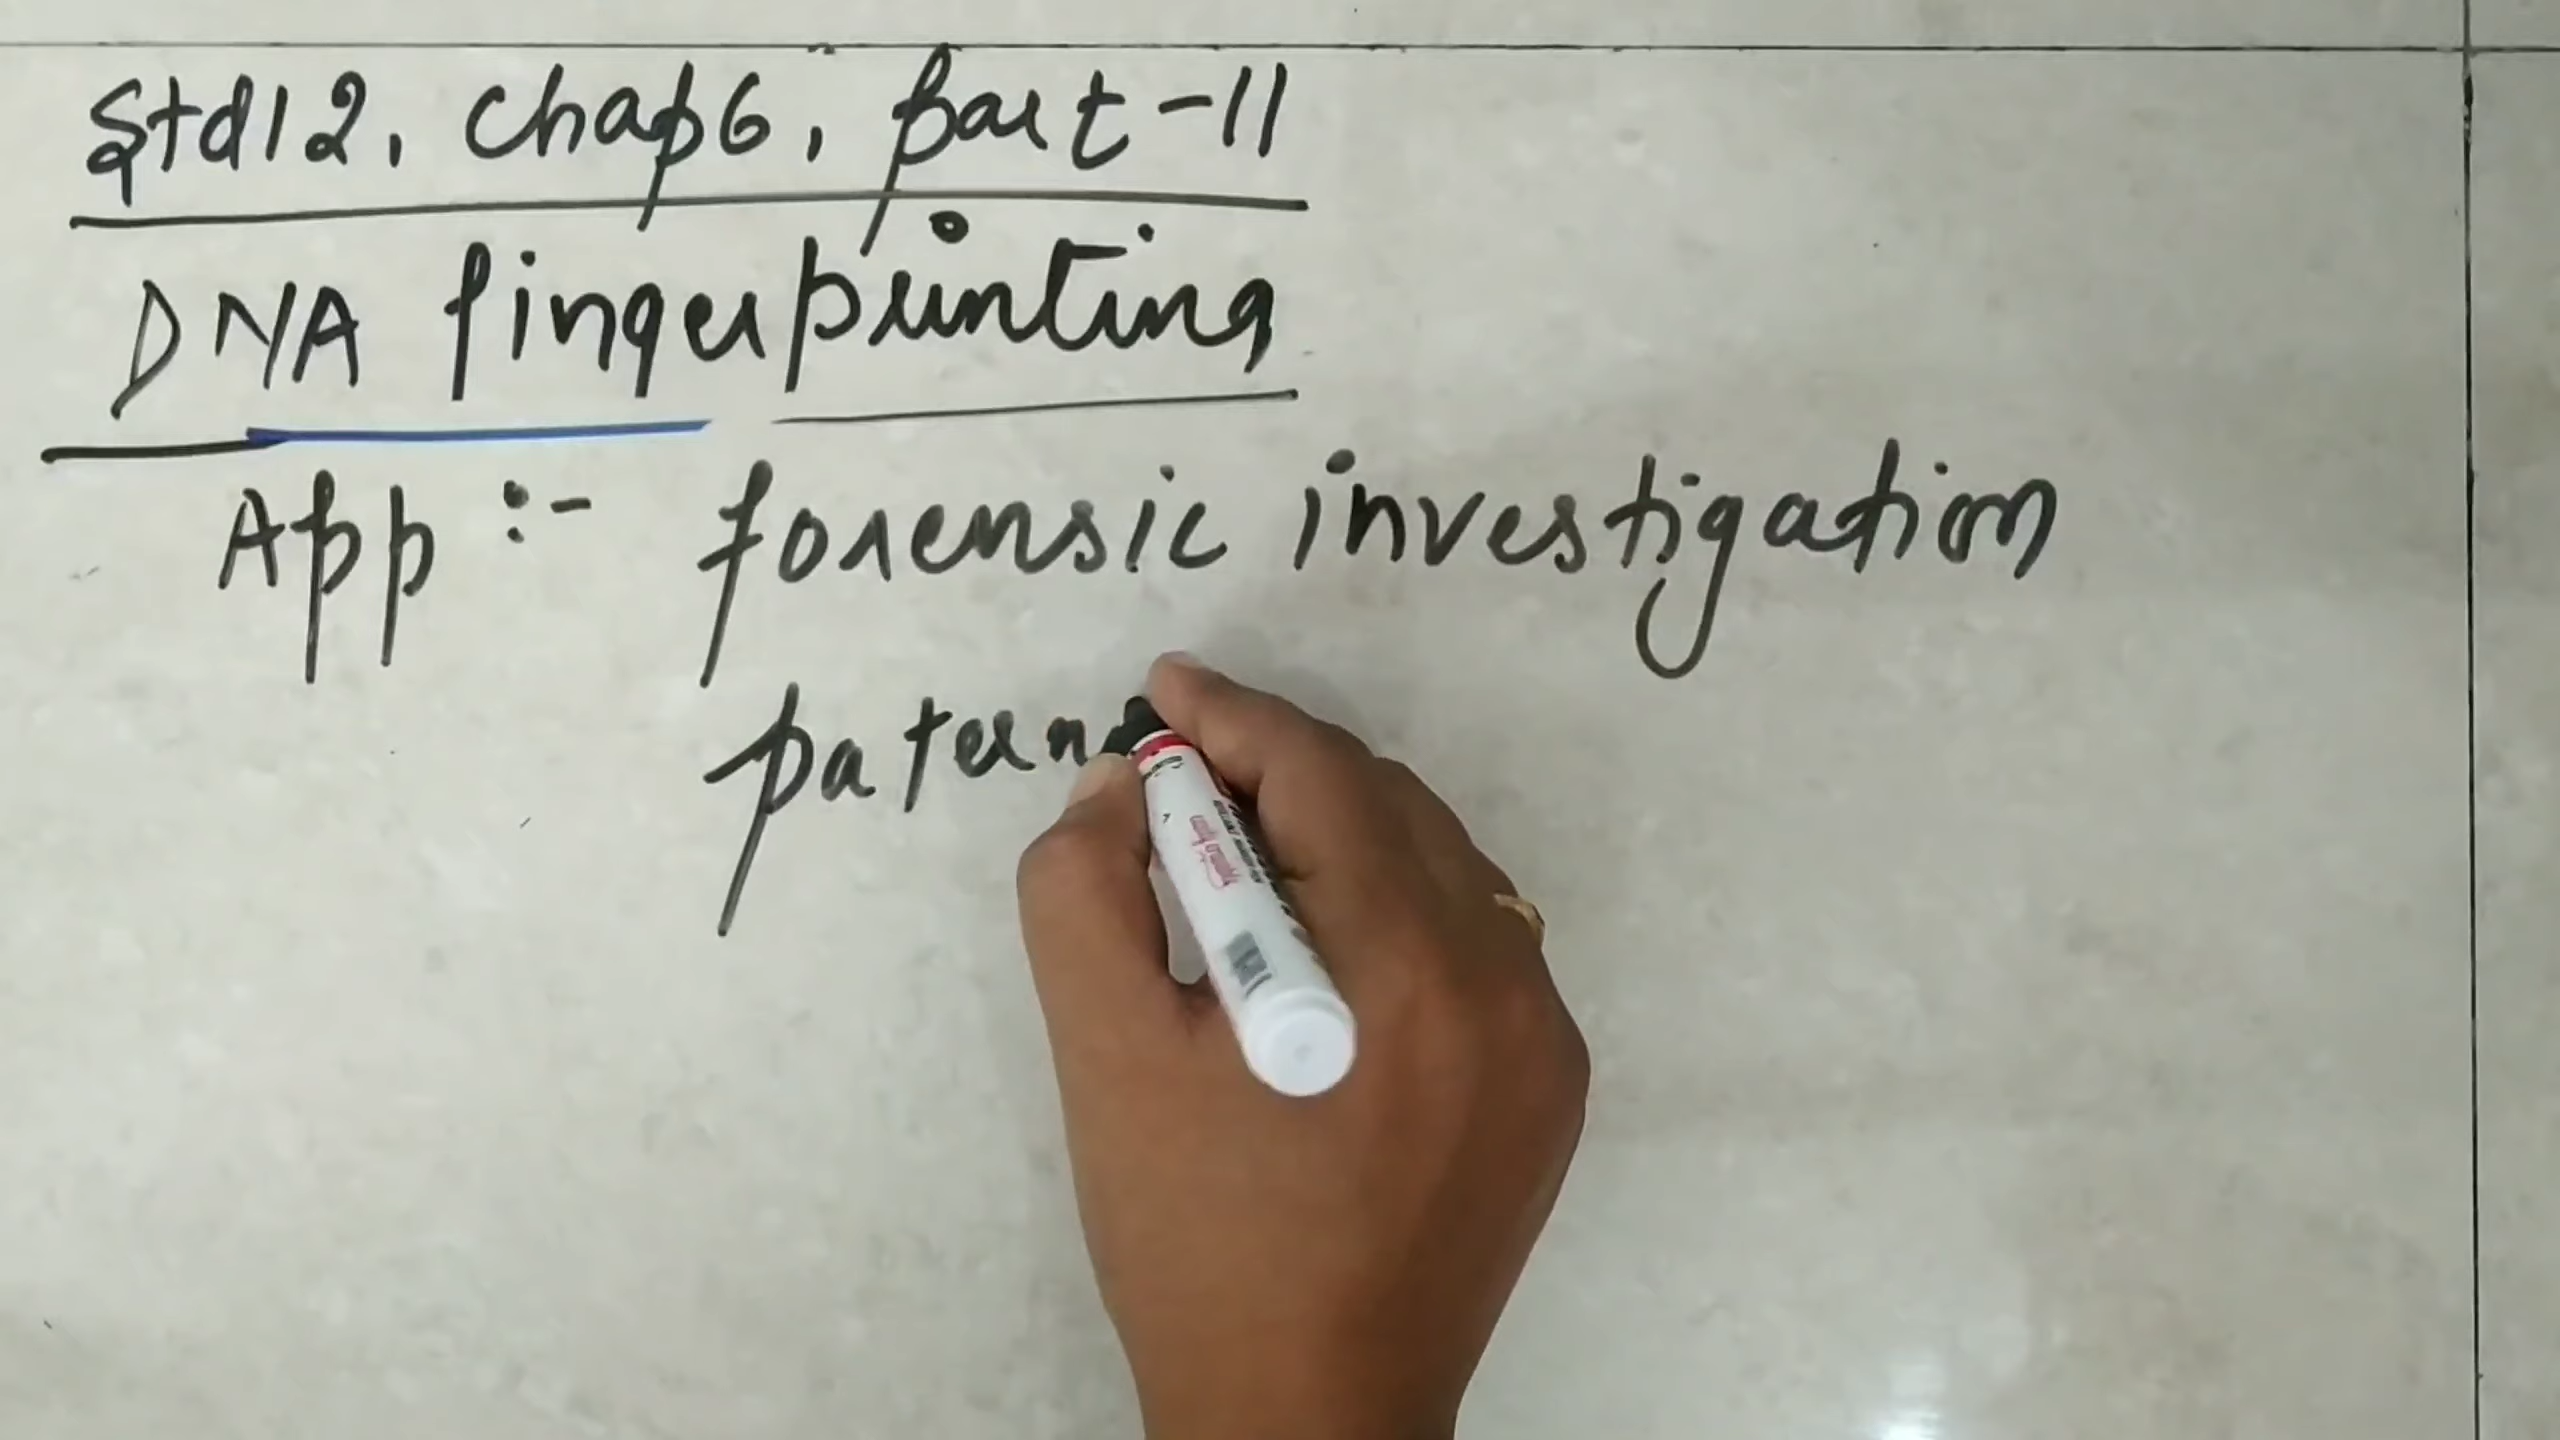 Std12, Chap6, part-11
DNA fingerprinting
App :- forensic investigation
patern